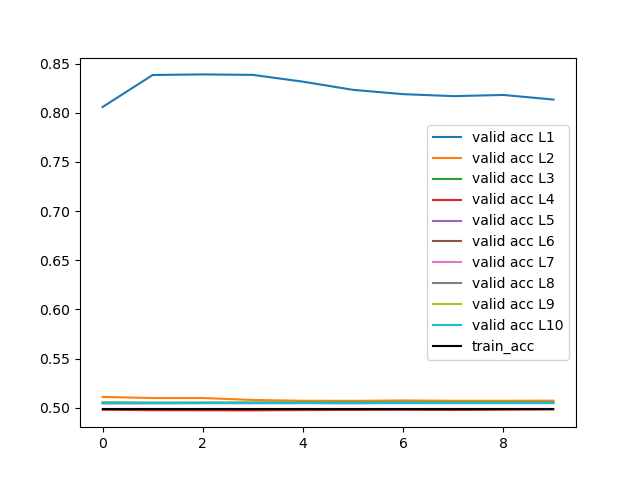 0.85
0.80
0.75
0.70
0.65
0.60
0.55
0.50
0 2 4 6 8
valid acc L1
valid acc L2
valid acc L3
valid acc L4
valid acc L5
valid acc L6
valid acc L7
valid acc L8
valid acc L9
valid acc L10
train_acc